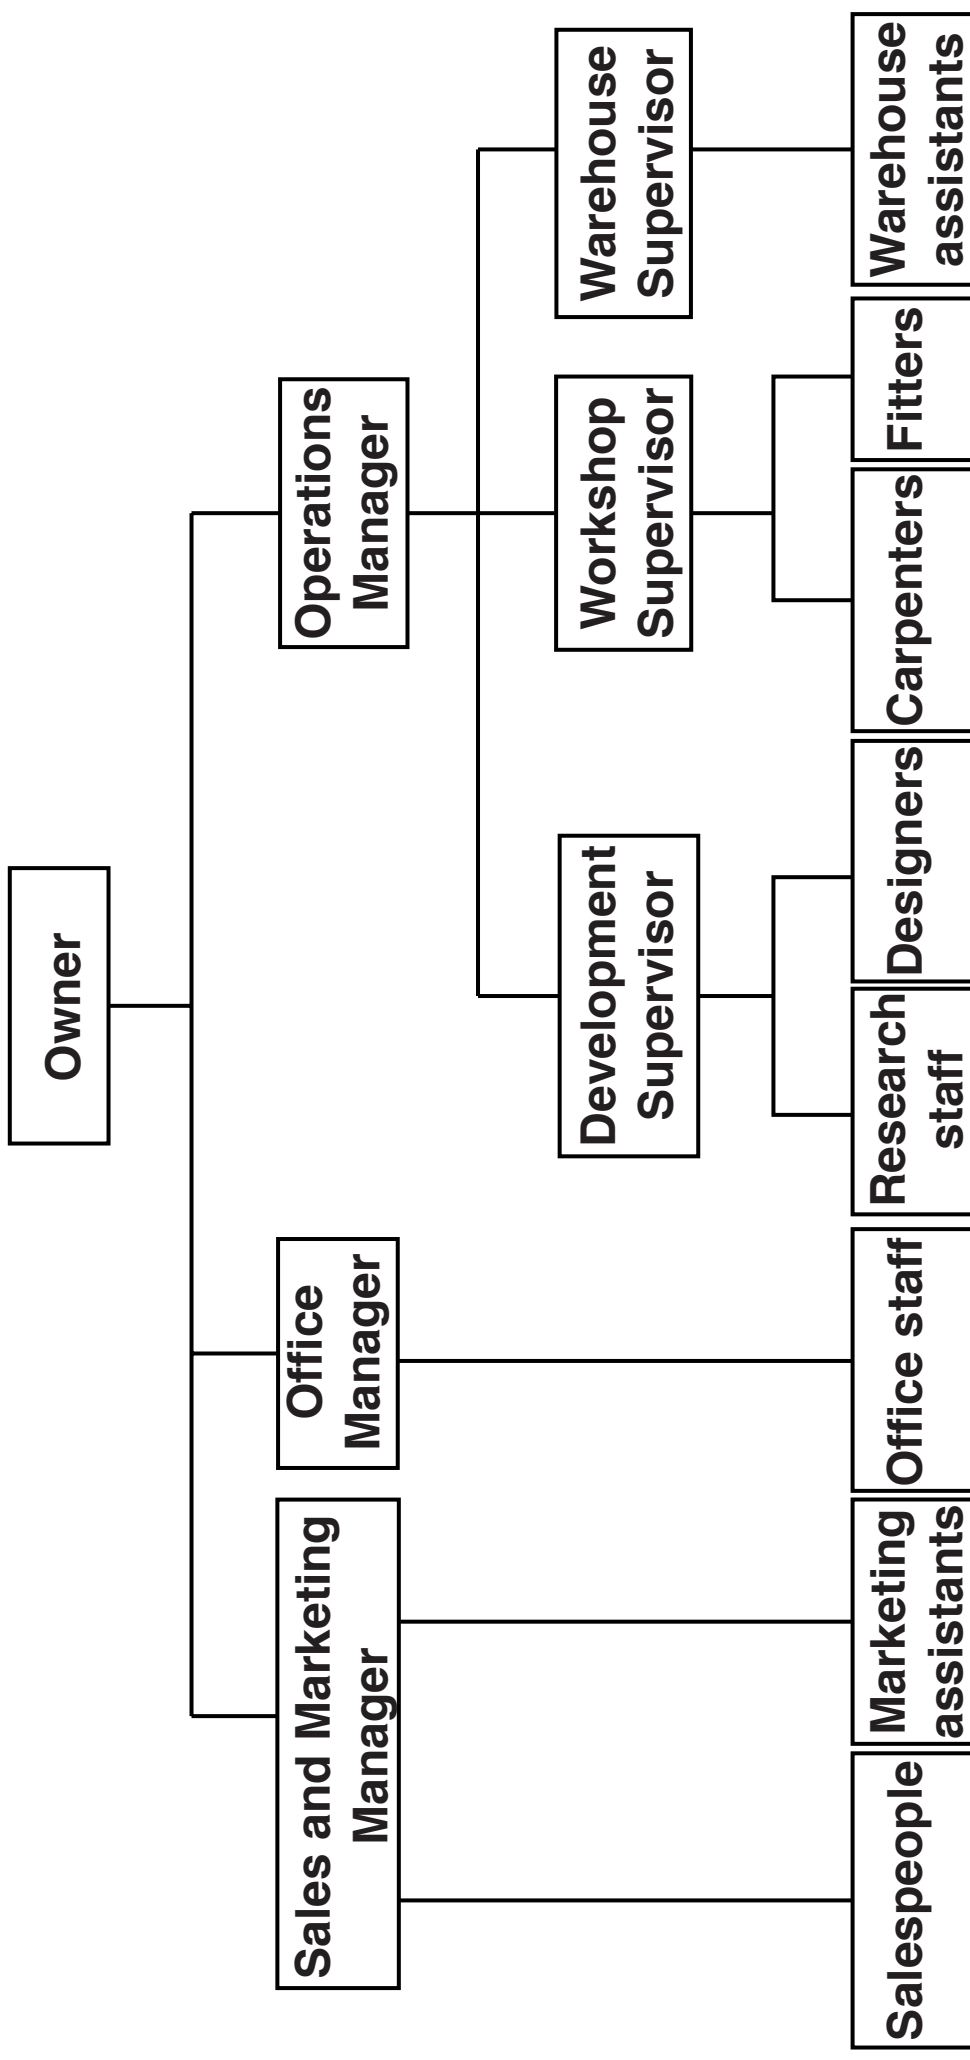 Owner
Sales and Marketing
Manager
Office
Manager
Operations
Manager
Development
Supervisor
Workshop
Supervisor
Warehouse
Supervisor
Salespeople
Marketing
assistants
Office staff
Research
staff
Designers
Carpenters
Fitters
Warehouse
assistants